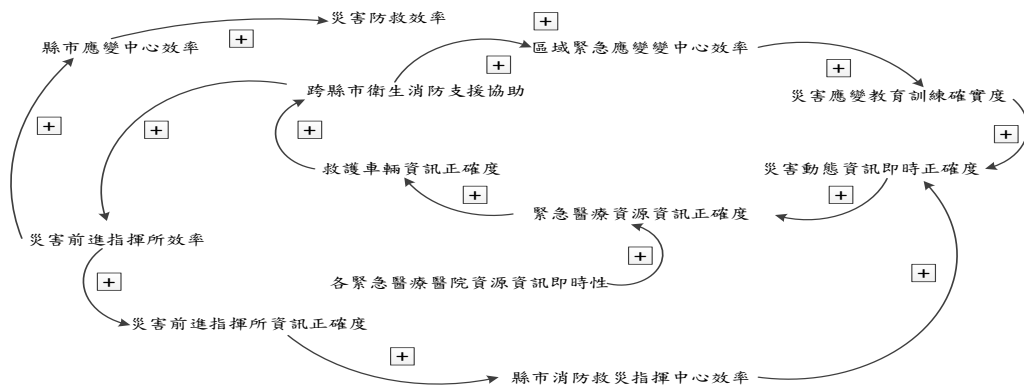 災害防救效率
+
縣市應變中心效率
+
區域緊急應變變中心效率
+
+
跨縣市衛生消防支援協助
災害應變教育訓練確實度
+
+
+
+
救護車輛資訊正確度
災害動態資訊即時正確度
+
+
緊急醫療資源資訊正確度
災害前進指揮所效率
+
+
各緊急醫療醫院資源資訊即時性
+
災害前進指揮所資訊正確度
+
縣市消防救災指揮中心效率